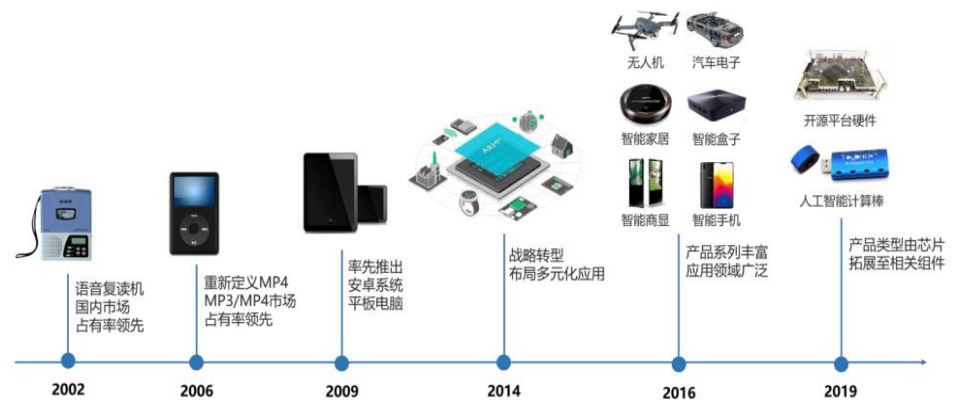 无人机
汽车电子
智能家居
智能盒子
智能商显
智能手机
开源平台硬件
人工智能计算棒
ARM
语音复读机
国内市场
占有率领先
重新定义MP4
MP3/MP4市场
占有率领先
率先推出
安卓系统
平板电脑
战略转型
布局多元化应用
产品系列丰富
应用领域广泛
产品类型由芯片
拓展至相关组件
2002
2006
2009
2014
2016
2019